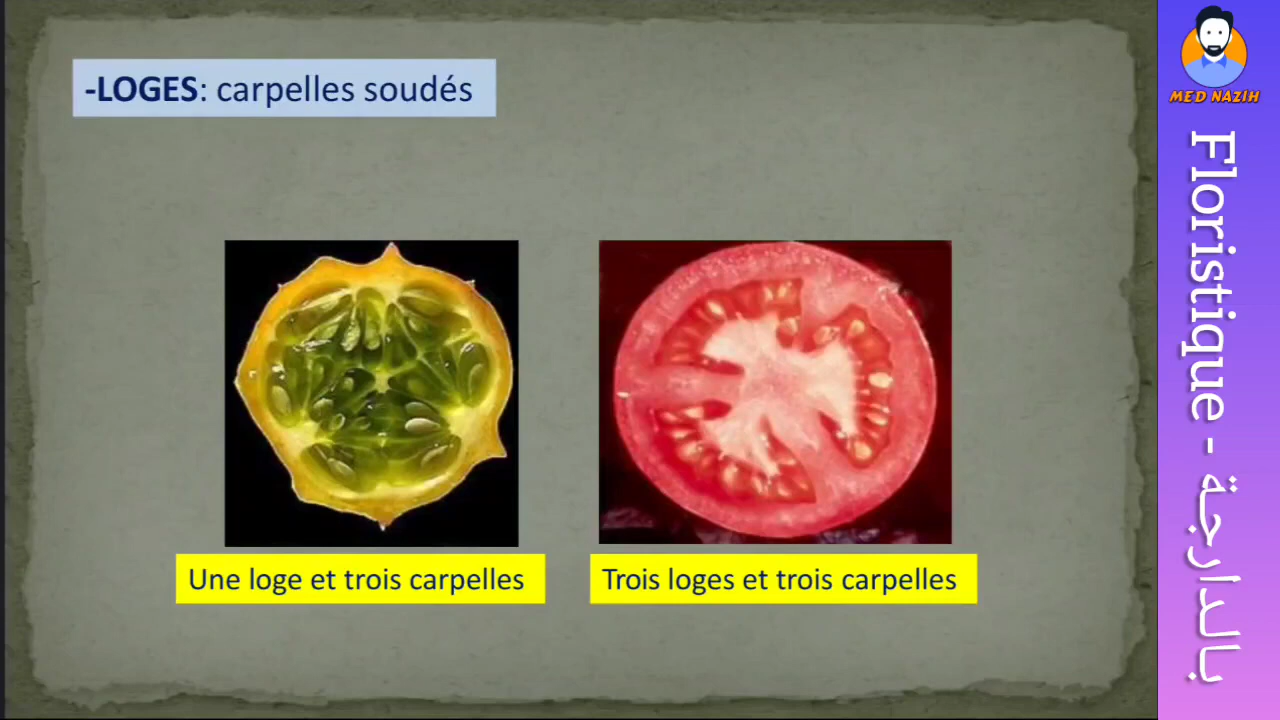 -LOGES: carpelles soudés
Une loge et trois carpelles
Trois loges et trois carpelles
MED NAZIH
Floristique - بالدارجة